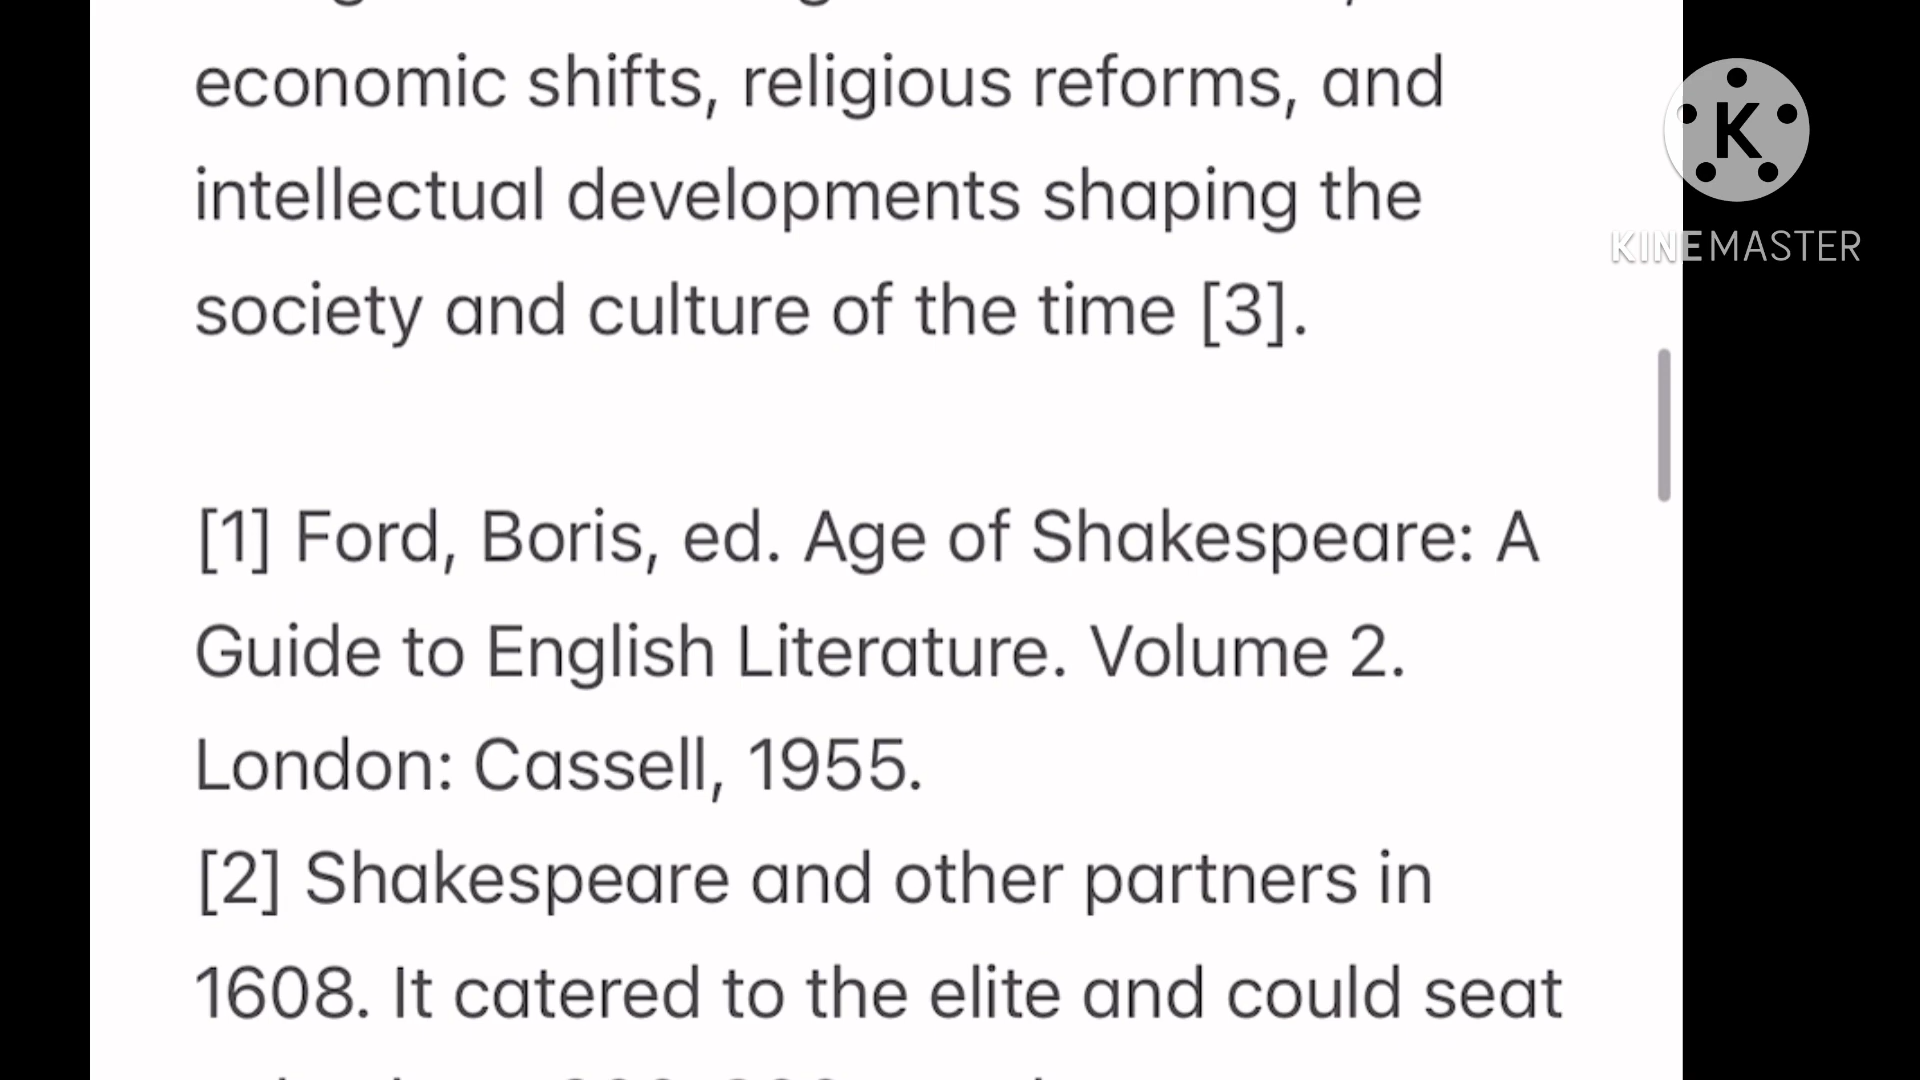 economic shifts, religious reforms, and
intellectual developments shaping the
society and culture of the time [3].
[1] Ford, Boris, ed. Age of Shakespeare: A
Guide to English Literature. Volume 2.
London: Cassell, 1955.
[2] Shakespeare and other partners in
1608. It catered to the elite and could seat
K
KINEMASTER